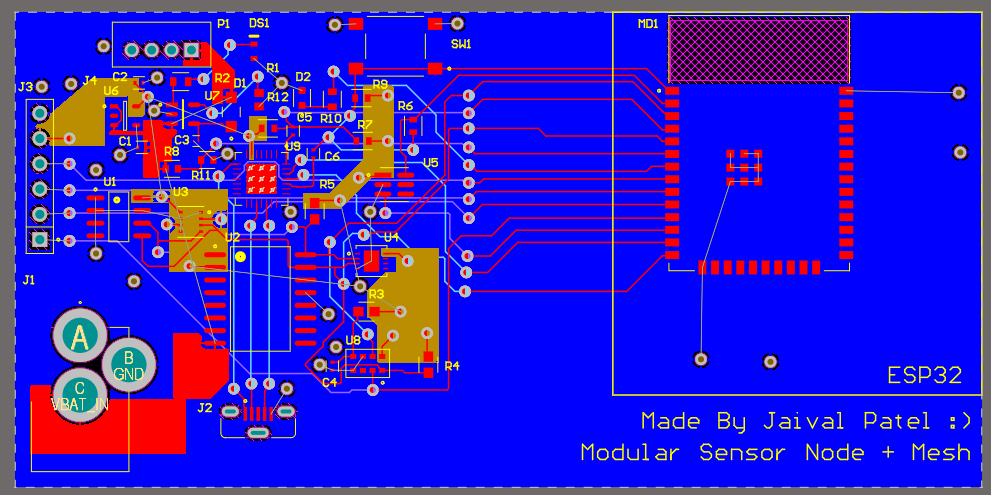 P1
DS1
MD1
SW1
J3
J4
C2
U6
R2
D1
R1
D2
R9
U7
R12
C5
R10
R6
C1
C3
R7
R8
U9
C6
U5
R11
R5
U1
U3
U2
U4
J1
R3
A
B
GND
C
VBAT_IN
U8
C4
R4
J2
ESP32
Made By Jaival Patel :)
Modular Sensor Node + Mesh